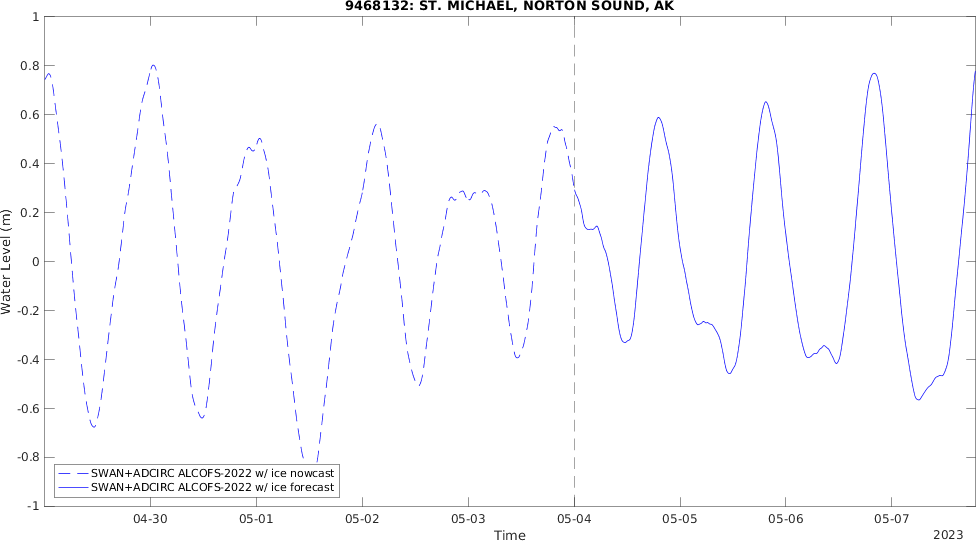 9468132: ST. MICHAEL, NORTON SOUND, AK
1
0.8
0.6
0.4
0.2
0
-0.2
-0.4
-0.6
-0.8
-1
Water Level (m)
SWAN+ADCIRC ALCOFS-2022 w/ ice nowcast
SWAN+ADCIRC ALCOFS-2022 w/ ice forecast
04-30 05-01 05-02 05-03 05-04 05-05 05-06 05-07
Time
2023